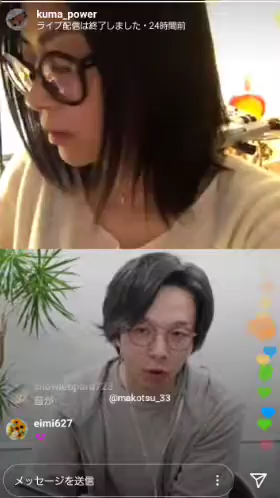 kuma_power
ライブ配信は終了しました・24時間前
showaleopard723
音が
@makotsu_33
eimi627
💜
メッセージを送信